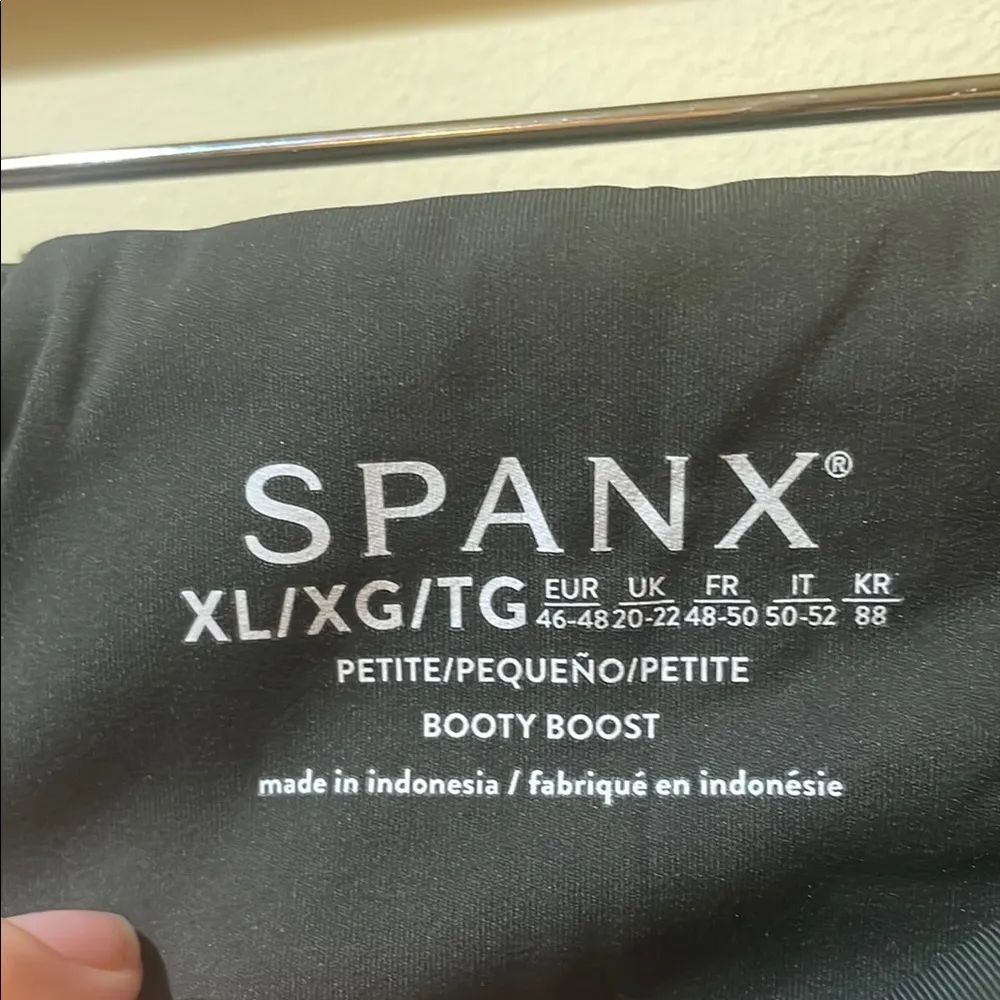 SPANX®
XL/XG/TG EUR 46-48 UK 20-22 FR 48-50 IT 50-52 KR 88
PETITE/PEQUEÑO/PETITE
BOOTY BOOST
made in indonesia / fabriqué en indonésie